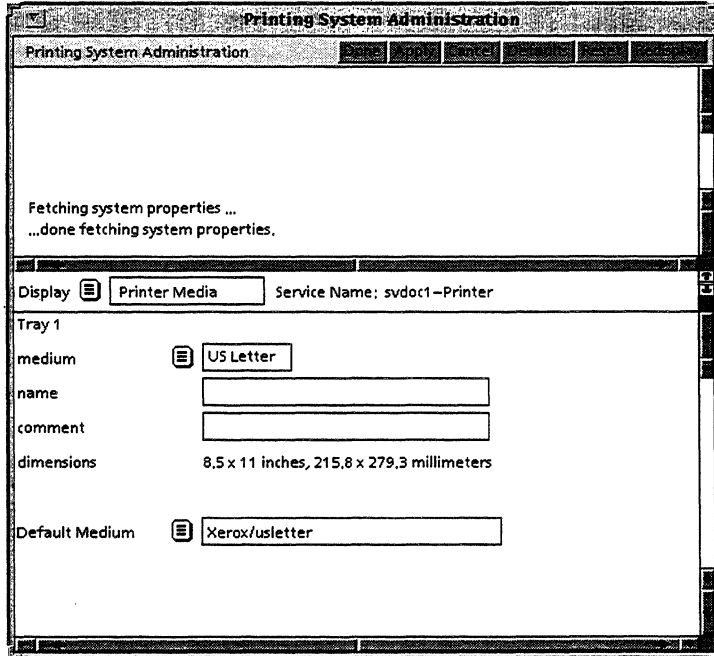 Printing System Administration
Printing System Administration Done Apply Cancel Defaults Reset Redisplay
Fetching system properties ...
...done fetching system properties.
Display Printer Media Service Name: svdoc1-Printer
Tray 1
medium US Letter
name
comment
dimensions 8.5 x 11 inches, 215.8 x 279.3 millimeters
Default Medium Xerox/usletter